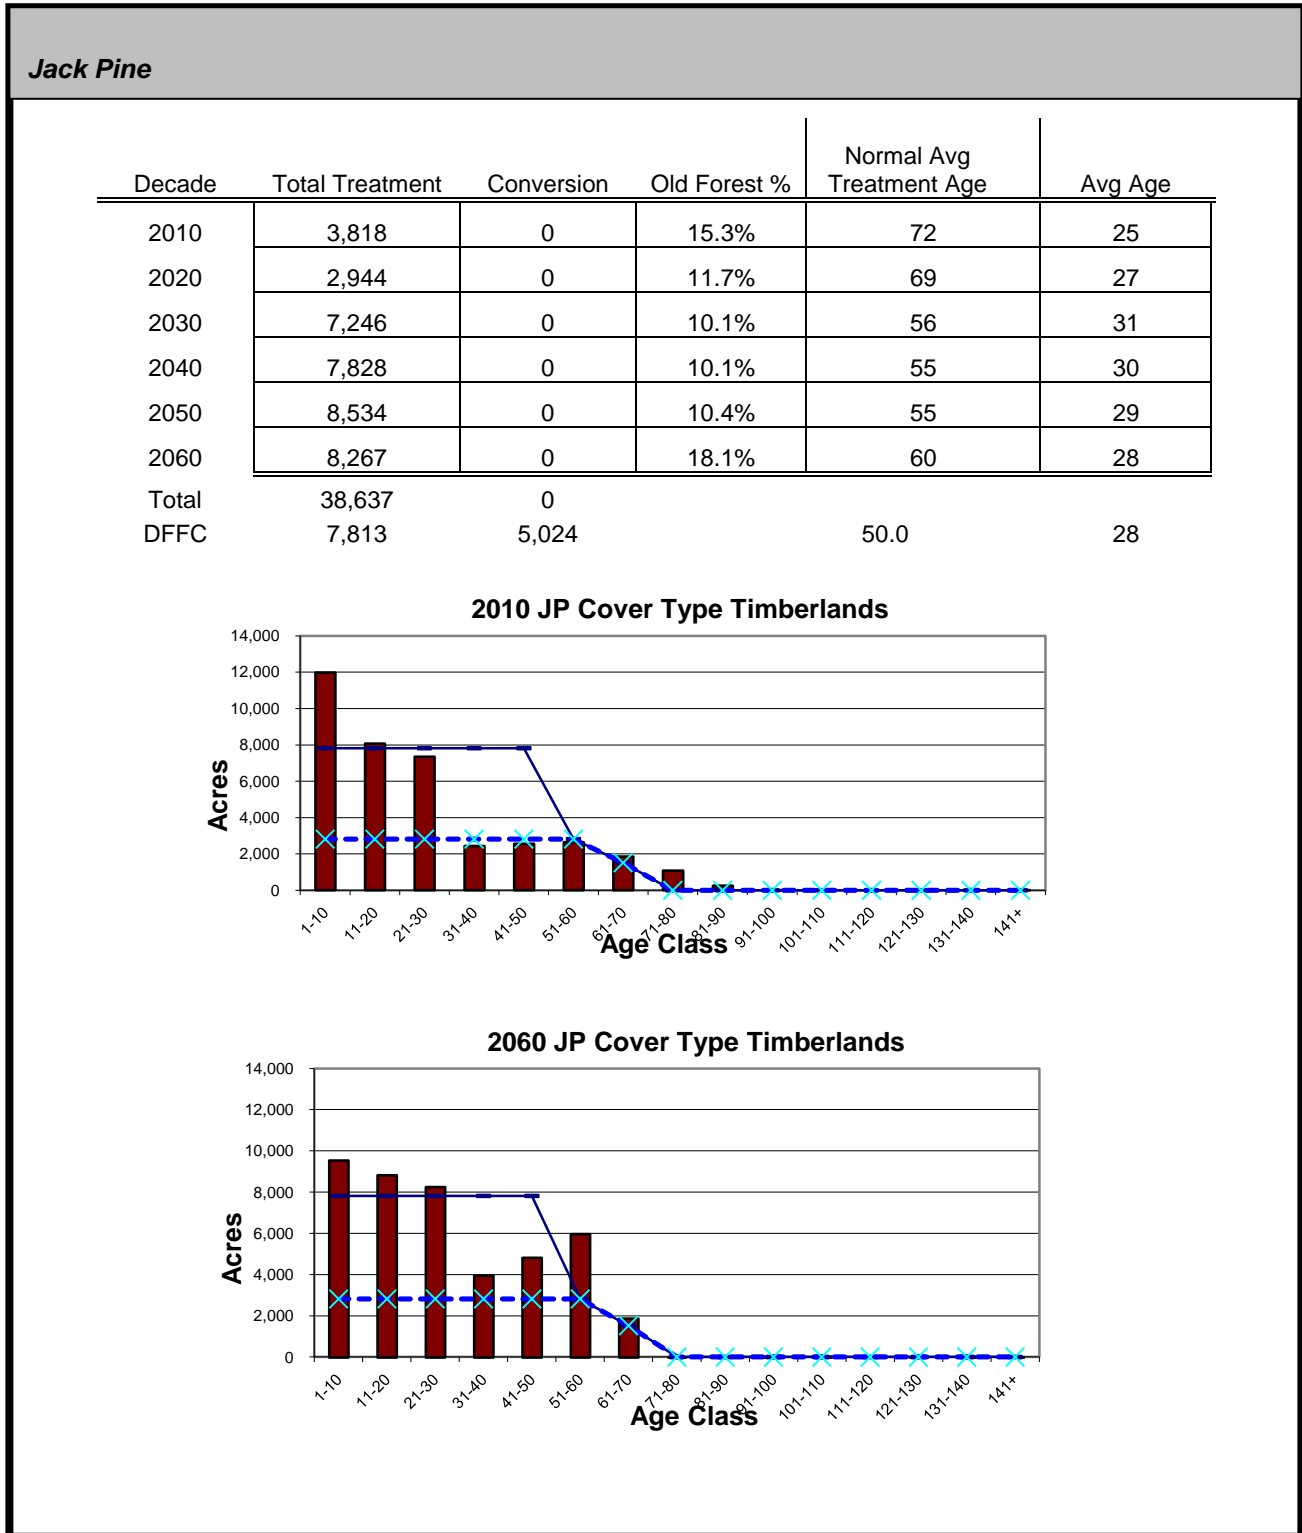 Jack Pine
Normal Avg
Decade Total Treatment Conversion Old Forest % Treatment Age Avg Age
2010 3,818 0 15.3% 72 25
2020 2,944 0 11.7% 69 27
2030 7,246 0 10.1% 56 31
2040 7,828 0 10.1% 55 30
2050 8,534 0 10.4% 55 29
2060 8,267 0 18.1% 60 28
Total 38,637 0
DFFC 7,813 5,024 50.0 28
2010 JP Cover Type Timberlands
14,000
12,000
10,000
8,000
6,000
4,000
2,000
0
Acres
1-10 11-20 21-30 31-40 41-50 51-60 61-70 71-80 81-90 91-100 101-110 111-120 121-130 131-140 141+
Age Class
2060 JP Cover Type Timberlands
14,000
12,000
10,000
8,000
6,000
4,000
2,000
0
Acres
1-10 11-20 21-30 31-40 41-50 51-60 61-70 71-80 81-90 91-100 101-110 111-120 121-130 131-140 141+
Age Class